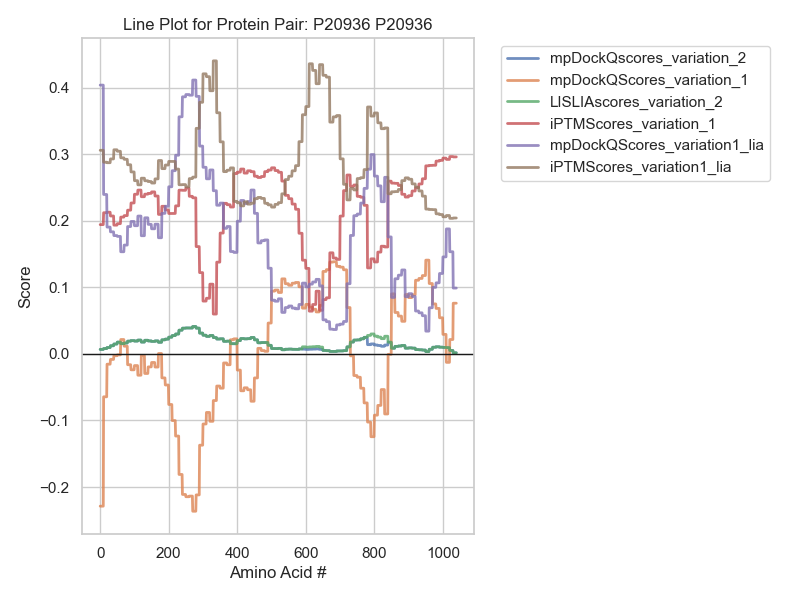 Line Plot for Protein Pair: P20936 P20936
mpDockQscores_variation_2
mpDockQScores_variation_1
LISLIAscores_variation_2
iPTMScores_variation_1
mpDockQScores_variation1_lia
iPTMScores_variation1_lia
0.4
0.3
0.2
0.1
0.0
−0.1
−0.2
Score
0 200 400 600 800 1000
Amino Acid #